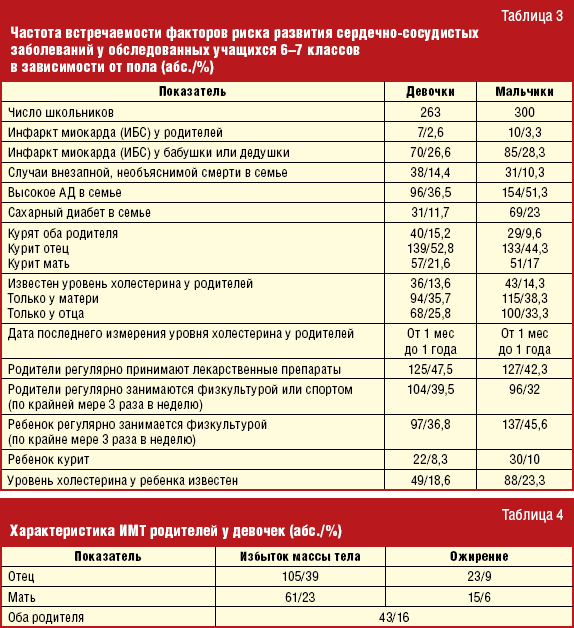 Таблица 3
Частота встречаемости факторов риска развития сердечно-сосудистых
заболеваний у обследованных учащихся 6–7 классов
в зависимости от пола (абс./%)
Показатель Девочки Мальчики
Число школьников 263 300
Инфаркт миокарда (ИБС) у родителей 7/2,6 10/3,3
Инфаркт миокарда (ИБС) у бабушки или дедушки 70/26,6 85/28,3
Случаи внезапной, необъяснимой смерти в семье 38/14,4 31/10,3
Высокое АД в семье 96/36,5 154/51,3
Сахарный диабет в семье 31/11,7 69/23
Курят оба родителя 40/15,2 29/9,6
Курит отец 139/52,8 133/44,3
Курит мать 57/21,6 51/17
Известен уровень холестерина у родителей 36/13,6 43/14,3
Только у матери 94/35,7 115/38,3
Только у отца 68/25,8 100/33,3
Дата последнего измерения уровня холестерина у родителей От 1 мес От 1 мес
до 1 года до 1 года
Родители регулярно принимают лекарственные препараты 125/47,5 127/42,3
Родители регулярно занимаются физкультурой или спортом 104/39,5 96/32
(по крайней мере 3 раза в неделю)
Ребенок регулярно занимается физкультурой 97/36,8 137/45,6
(по крайне мере 3 раза в неделю)
Ребенок курит 22/8,3 30/10
Уровень холестерина у ребенка известен 49/18,6 88/23,3
Таблица 4
Характеристика ИМТ родителей у девочек (абс./%)
Показатель Избыток массы тела Ожирение
Отец 105/39 23/9
Мать 61/23 15/6
Оба родителя 43/16